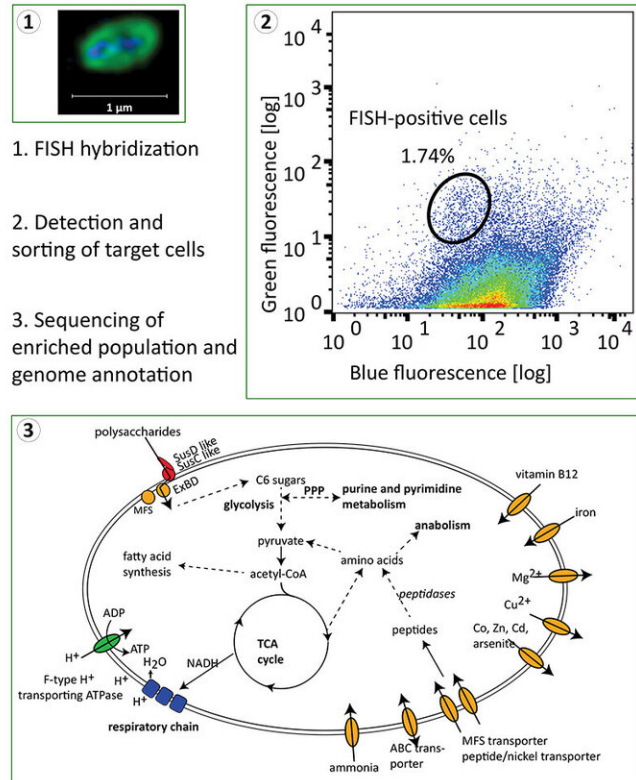 1
1 µm
1. FISH hybridization
2. Detection and
sorting of target cells
3. Sequencing of
enriched population and
genome annotation
2
Green fluorescence [log]
10 4
10 3
10 2
10 1
10 0
FISH-positive cells
1.74%
10 0
10 1
10 2
10 3
10 4
Blue fluorescence [log]
3
polysaccharides
SusD like
SusC like
ExBD
MFS
C6 sugars
glycolysis
PPP
purine and pyrimidine
metabolism
anabolism
pyruvate
fatty acid
synthesis
acetyl-CoA
amino acids
peptidases
peptides
TCA
cycle
NADH
ADP
ATP
H+
F-type H+
transporting ATPase
H+
H2O
H+
respiratory chain
vitamin B12
iron
Mg2+
Cu2+
Co, Zn, Cd,
arsenite
ammonia
ABC trans-
porter
MFS transporter
peptide/nickel transporter